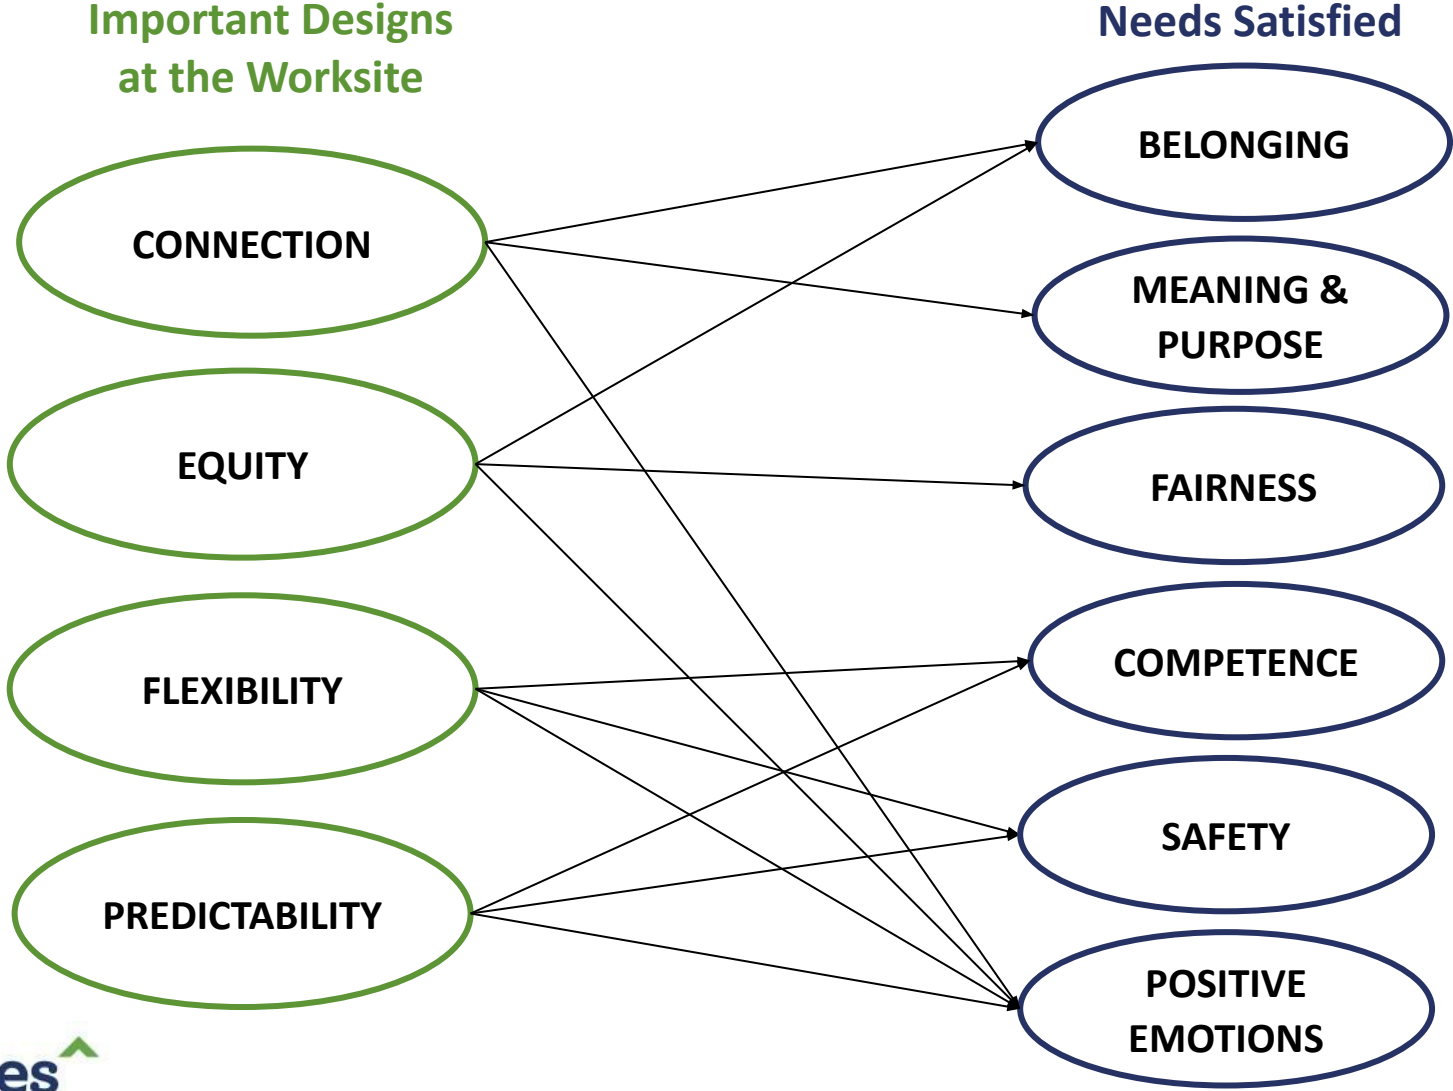 Important Designs
at the Worksite
Needs Satisfied
CONNECTION
EQUITY
FLEXIBILITY
PREDICTABILITY
BELONGING
MEANING &
PURPOSE
FAIRNESS
COMPETENCE
SAFETY
POSITIVE
EMOTIONS
es